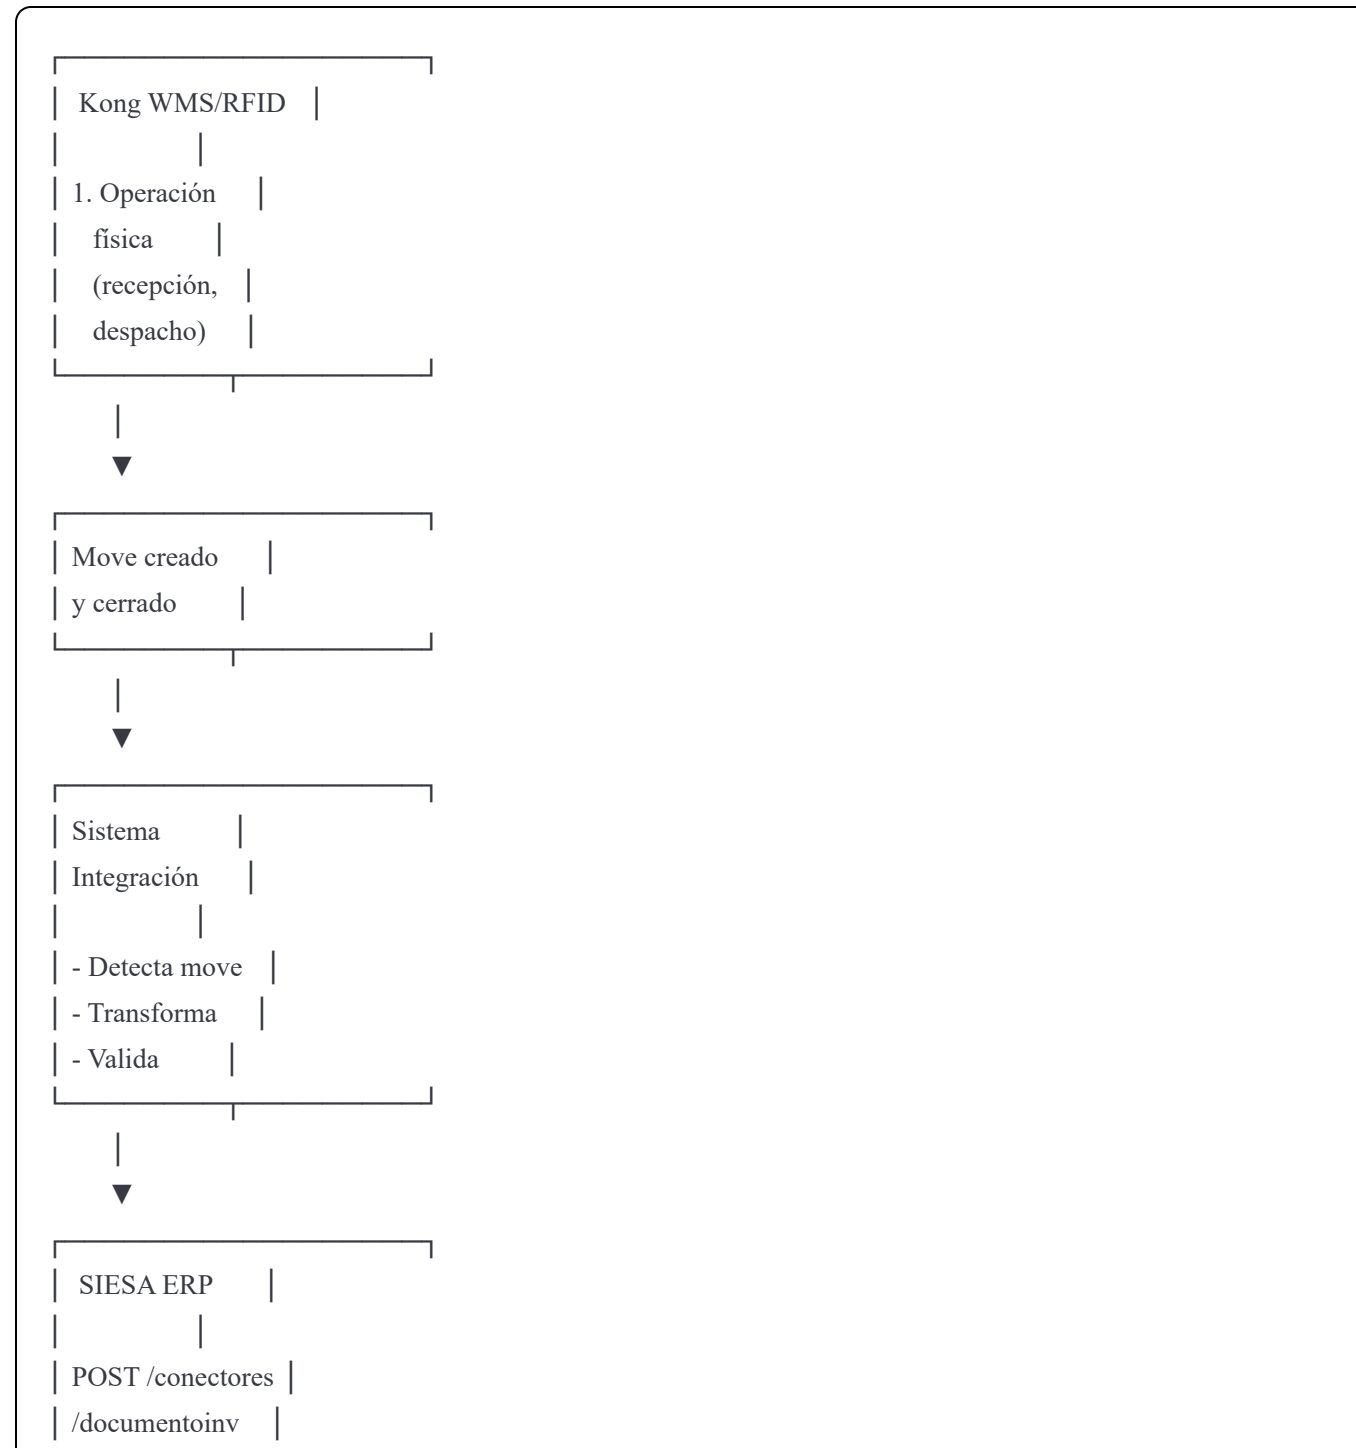 Kong WMS/RFID
1. Operación
física
(recepción,
despacho)
Move creado
y cerrado
Sistema
Integración
- Detecta move
- Transforma
- Valida
SIESA ERP
POST /conectores
/documentoinv